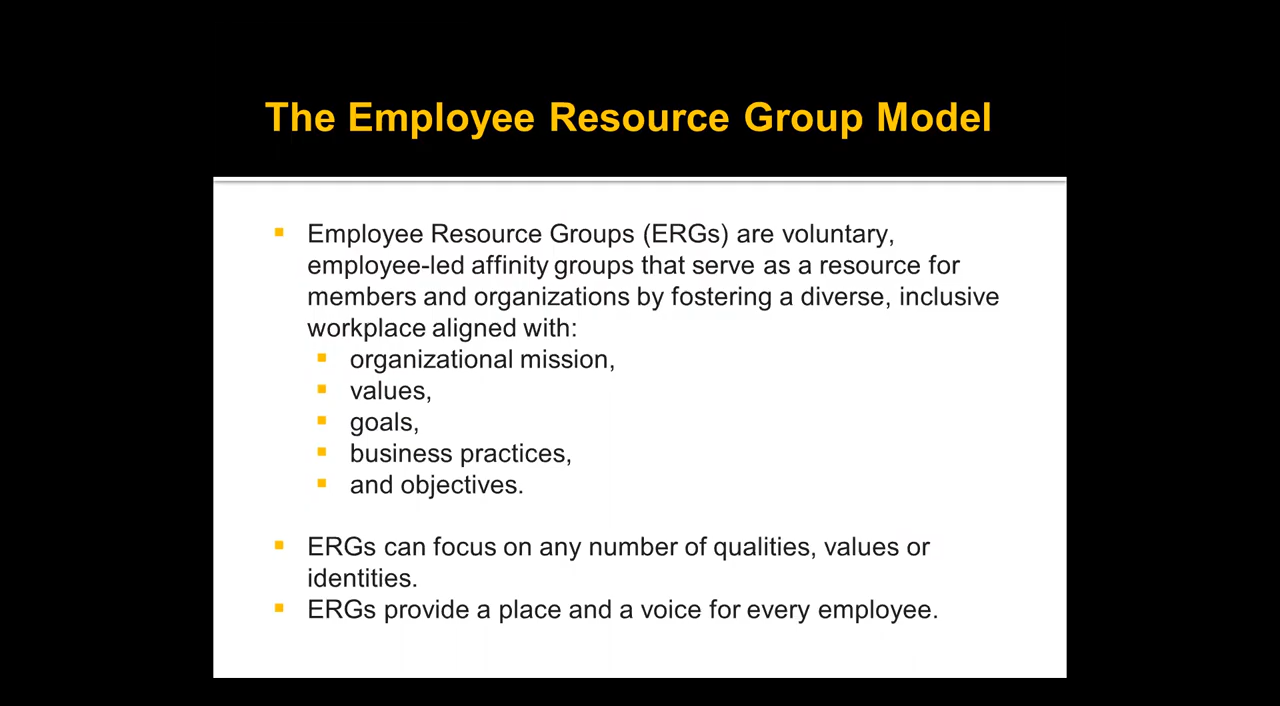 The Employee Resource Group Model
▪ Employee Resource Groups (ERGs) are voluntary,
employee-led affinity groups that serve as a resource for
members and organizations by fostering a diverse, inclusive
workplace aligned with:
▪ organizational mission,
▪ values,
▪ goals,
▪ business practices,
▪ and objectives.
▪ ERGs can focus on any number of qualities, values or
identities.
▪ ERGs provide a place and a voice for every employee.